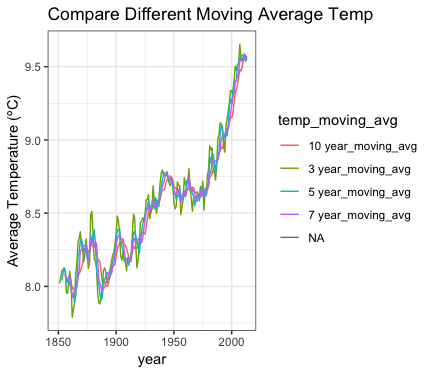 Compare Different Moving Average Temp
Average Temperature (ºC)
9.5
9.0
8.5
8.0
1850
1900
1950
2000
year
temp_moving_avg
10 year_moving_avg
3 year_moving_avg
5 year_moving_avg
7 year_moving_avg
NA